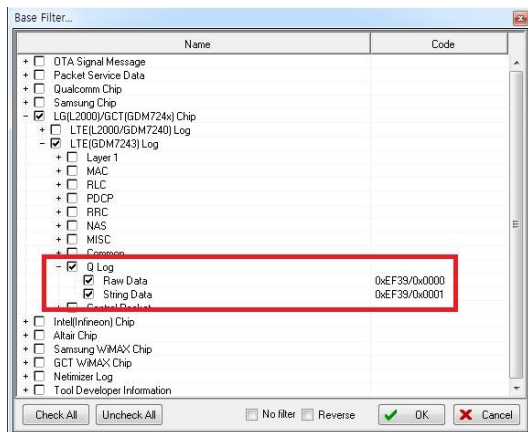 Base Filter...
Name Code
OTA Signal Message
Packet Service Data
Qualcomm Chip
Samsung Chip
LG(L2000)/GCT(GDM724x) Chip
LTE(L2000/GDM7240) Log
LTE(GDM7243) Log
Layer 1
MAC
RLC
PDCP
RRC
NAS
MISC
Common
Q Log
Raw Data 0xEF39/0x0000
String Data 0xEF39/0x0001
Control Packet
Intel(Infineon) Chip
Altair Chip
Samsung WiMAX Chip
GCT WiMAX Chip
Netimizer Log
Tool Developer Information
Check All Uncheck All No filter Reverse OK Cancel